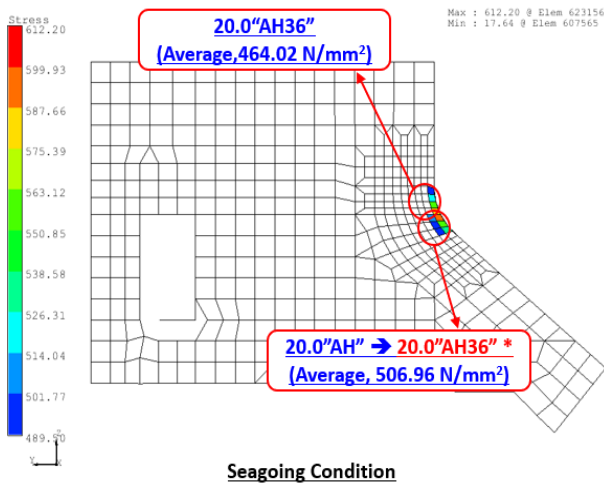 Stress
612.20
599.93
587.66
575.39
563.12
550.85
538.58
526.31
514.04
501.77
489.50
Max : 612.20 @ Elem 623156
Min : 17.64 @ Elem 607565
20.0"AH36"
(Average,464.02 N/mm²)
20.0"AH" ➔ 20.0"AH36" *
(Average, 506.96 N/mm²)
Z
Y X
Seagoing Condition